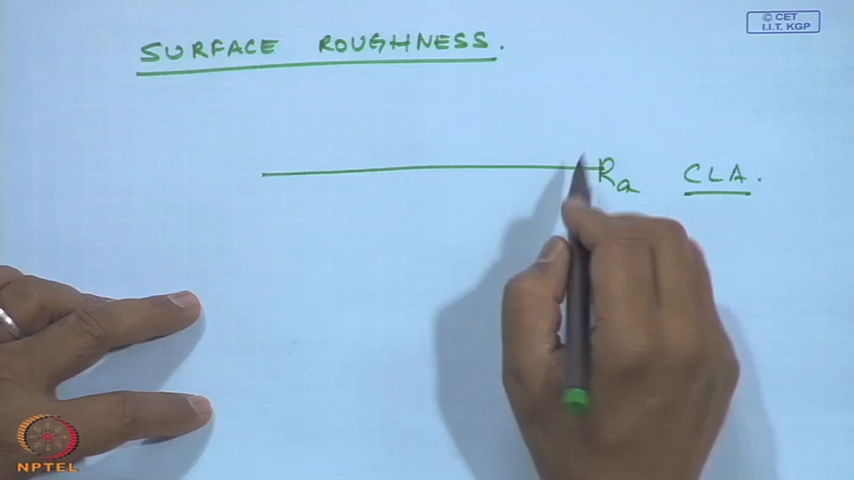 SURFACE ROUGHNESS.
© CET
I.I.T. KGP
Ra CLA.
NPTEL